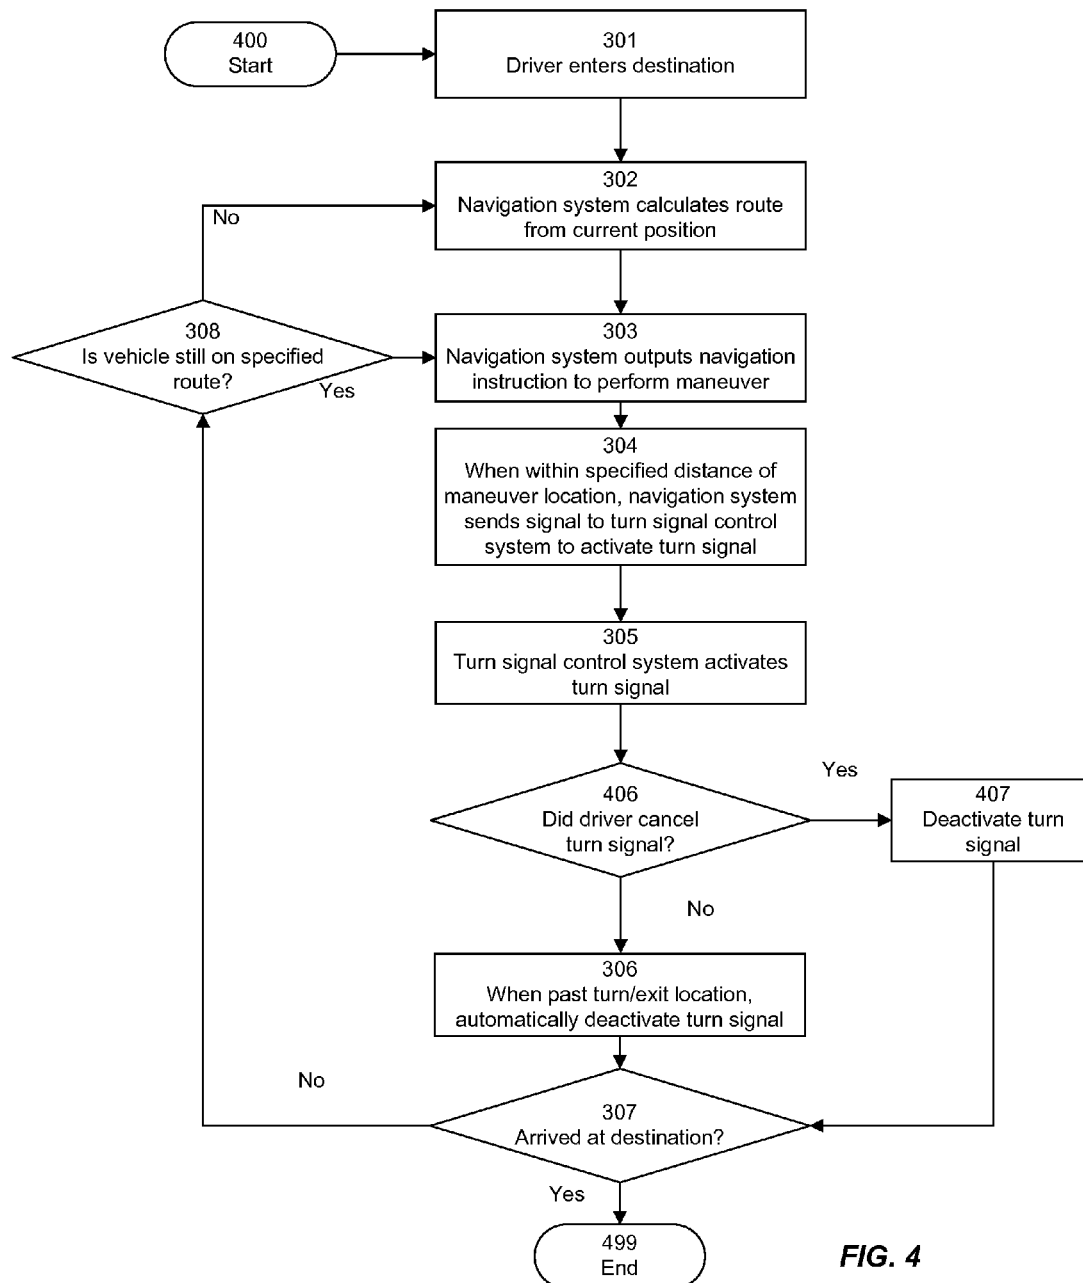 400
Start
301
Driver enters destination
302
Navigation system calculates route
from current position
No
308
Is vehicle still on specified
route?
Yes
303
Navigation system outputs navigation
instruction to perform maneuver
304
When within specified distance of
maneuver location, navigation system
sends signal to turn signal control
system to activate turn signal
305
Turn signal control system activates
turn signal
406
Did driver cancel
turn signal?
Yes
407
Deactivate turn
signal
No
306
When past turn/exit location,
automatically deactivate turn signal
No
307
Arrived at destination?
Yes
499
End
FIG. 4